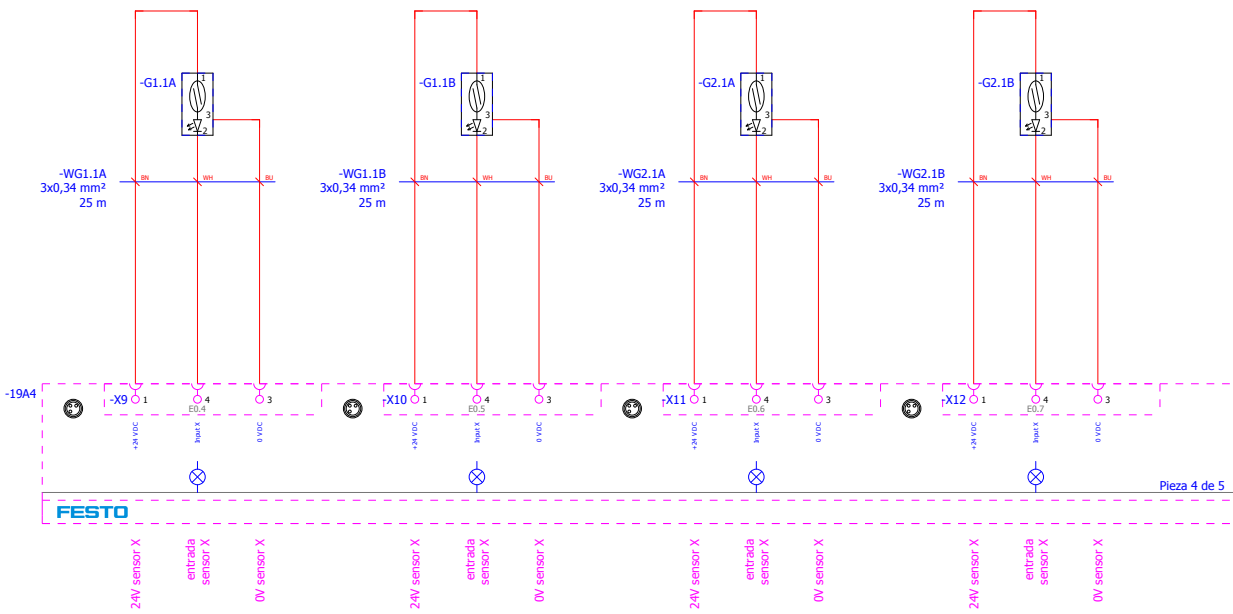 -G1.1A
1
3
2
-G1.1B
1
3
2
-G2.1A
1
3
2
-G2.1B
1
3
2
-WG1.1A
3x0,34 mm²
25 m
BN
WH
BU
-WG1.1B
3x0,34 mm²
25 m
BN
WH
BU
-WG2.1A
3x0,34 mm²
25 m
BN
WH
BU
-WG2.1B
3x0,34 mm²
25 m
BN
WH
BU
-19A4
-X9
1
4
3
E0.4
-X10
1
4
3
E0.5
-X11
1
4
3
E0.6
-X12
1
4
3
E0.7
+24 VDC
Input X
0 VDC
+24 VDC
Input X
0 VDC
+24 VDC
Input X
0 VDC
+24 VDC
Input X
0 VDC
Pieza 4 de 5
FESTO
24V sensor X
entrada
sensor X
0V sensor X
24V sensor X
entrada
sensor X
0V sensor X
24V sensor X
entrada
sensor X
0V sensor X
24V sensor X
entrada
sensor X
0V sensor X